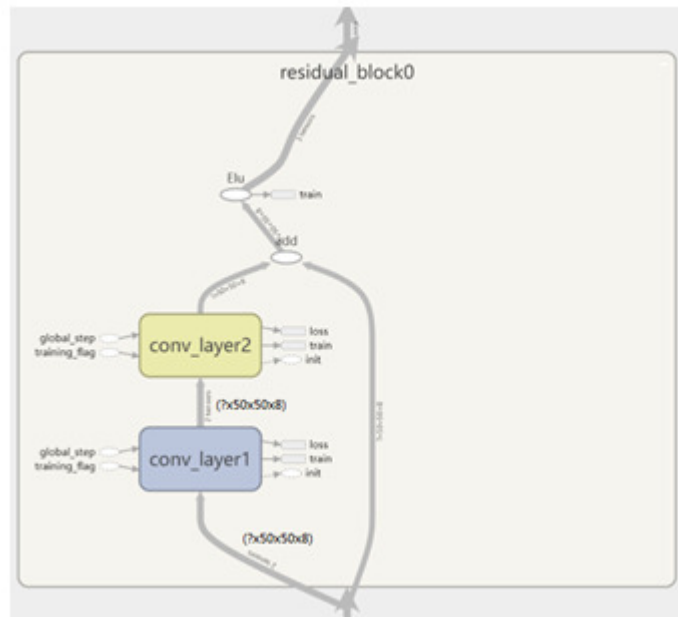 residual_block0
Elu
train
add
global_step
training_flag
conv_layer2
loss
train
init
(?x50x50x8)
global_step
training_flag
conv_layer1
loss
train
init
(?x50x50x8)